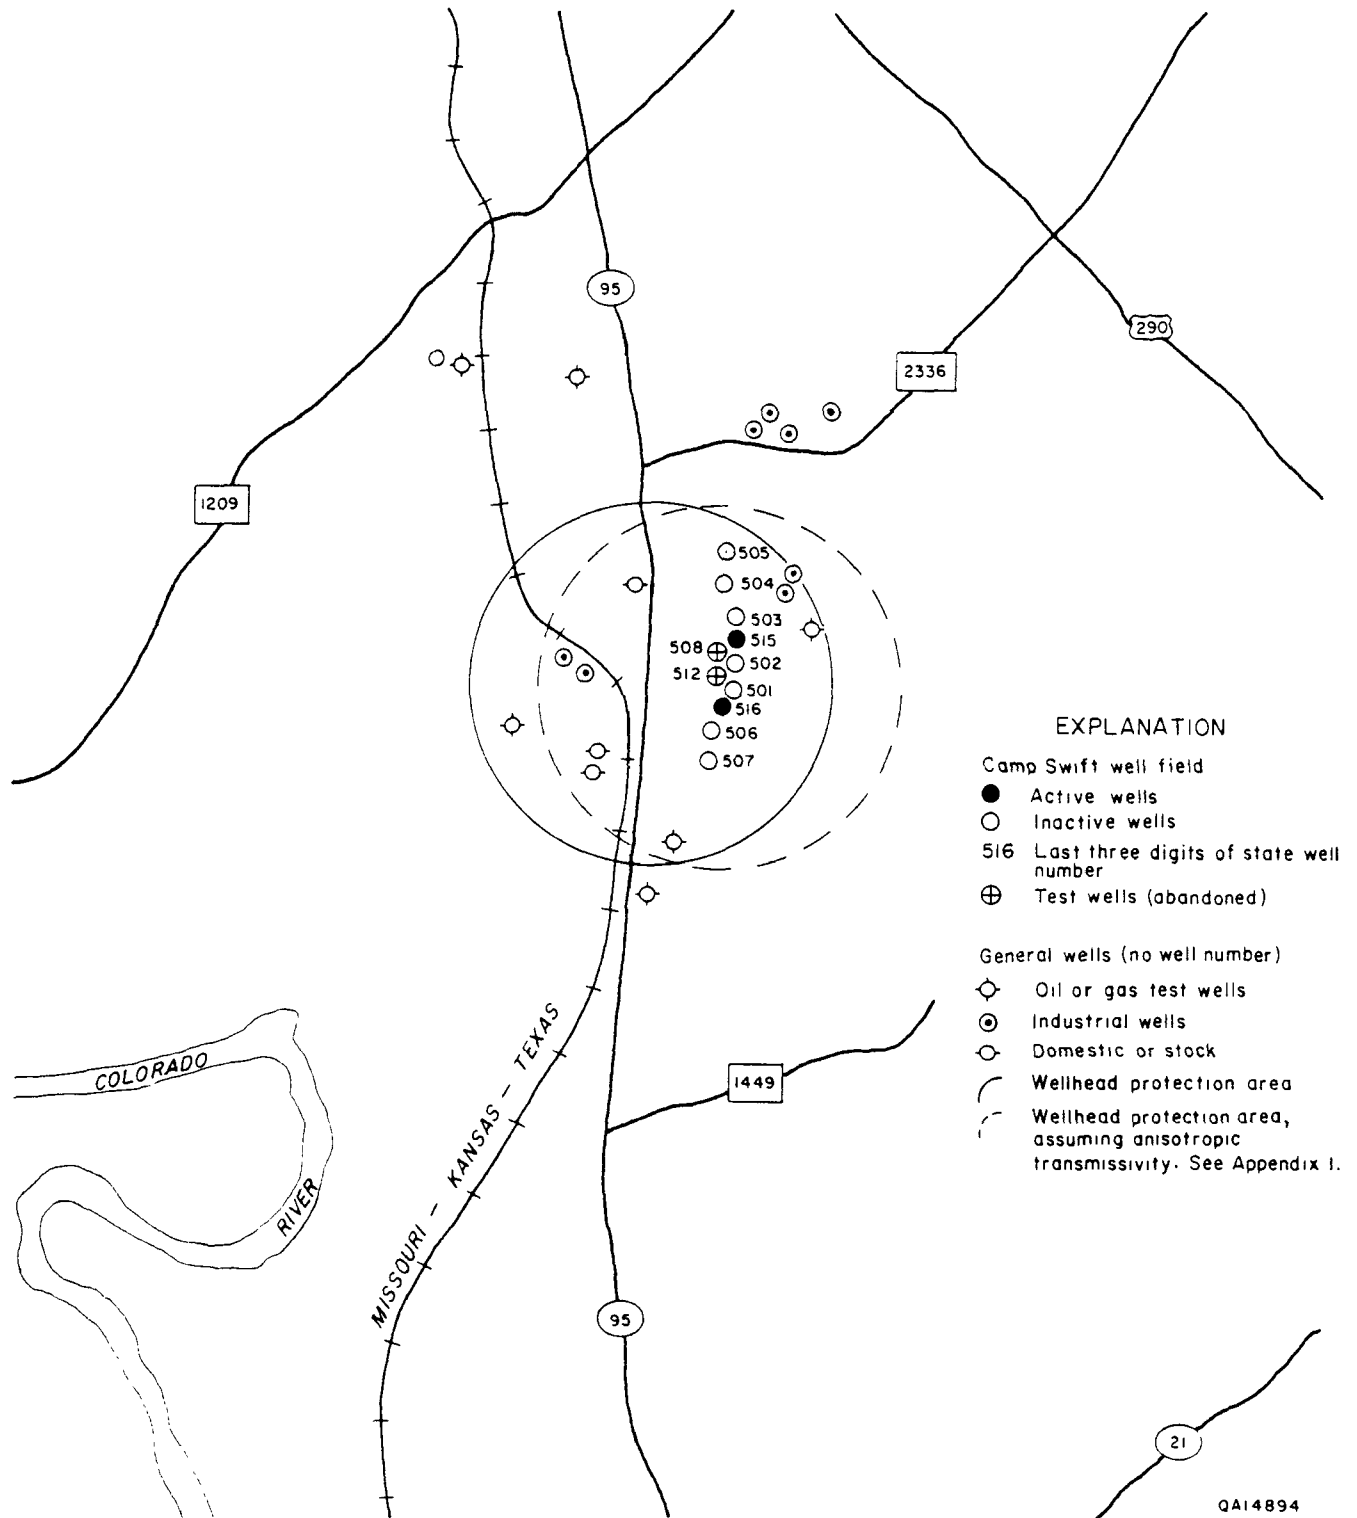 95
290
2336
1209
505
504
503
515
508
502
512
501
516
506
507
EXPLANATION
Camp Swift well field
Active wells
Inactive wells
516 Last three digits of state well
number
Test wells (abandoned)
General wells (no well number)
Oil or gas test wells
Industrial wells
Domestic or stock
Wellhead protection area
Wellhead protection area,
assuming anisotropic
transmissivity. See Appendix 1.
COLORADO
RIVER
MISSOURI - KANSAS - TEXAS
1449
95
21
QA14894